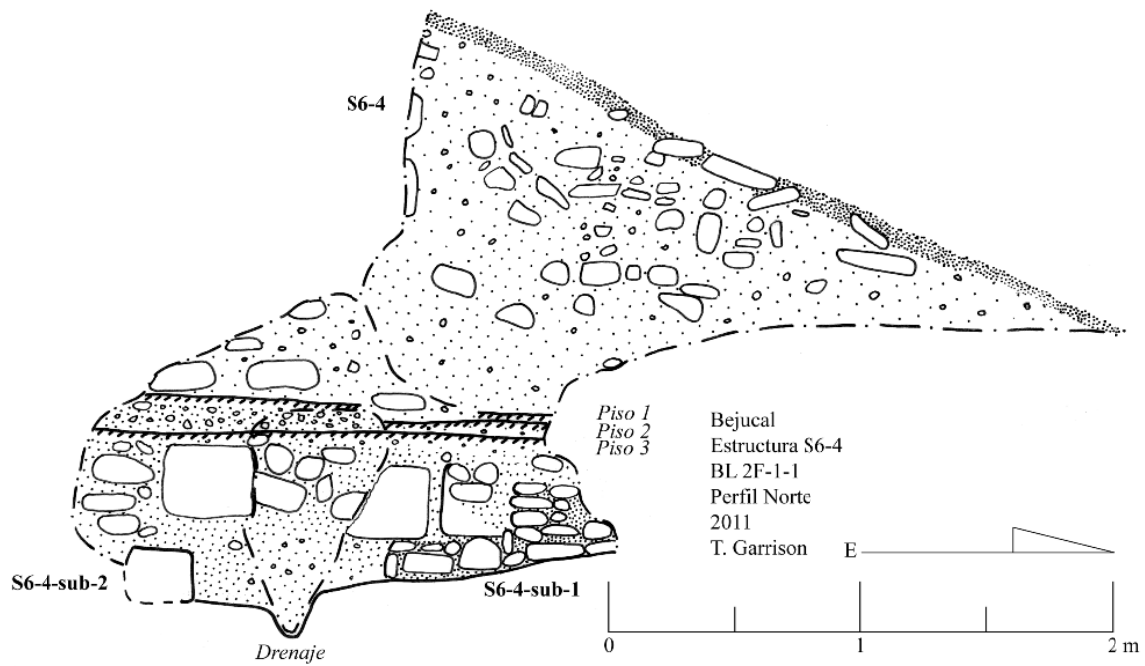 S6-4
Piso 1
Piso 2
Piso 3
Bejucal
Estructura S6-4
BL 2F-1-1
Perfil Norte
2011
T. Garrison
E
S6-4-sub-2
S6-4-sub-1
Drenaje
0
1
2 m